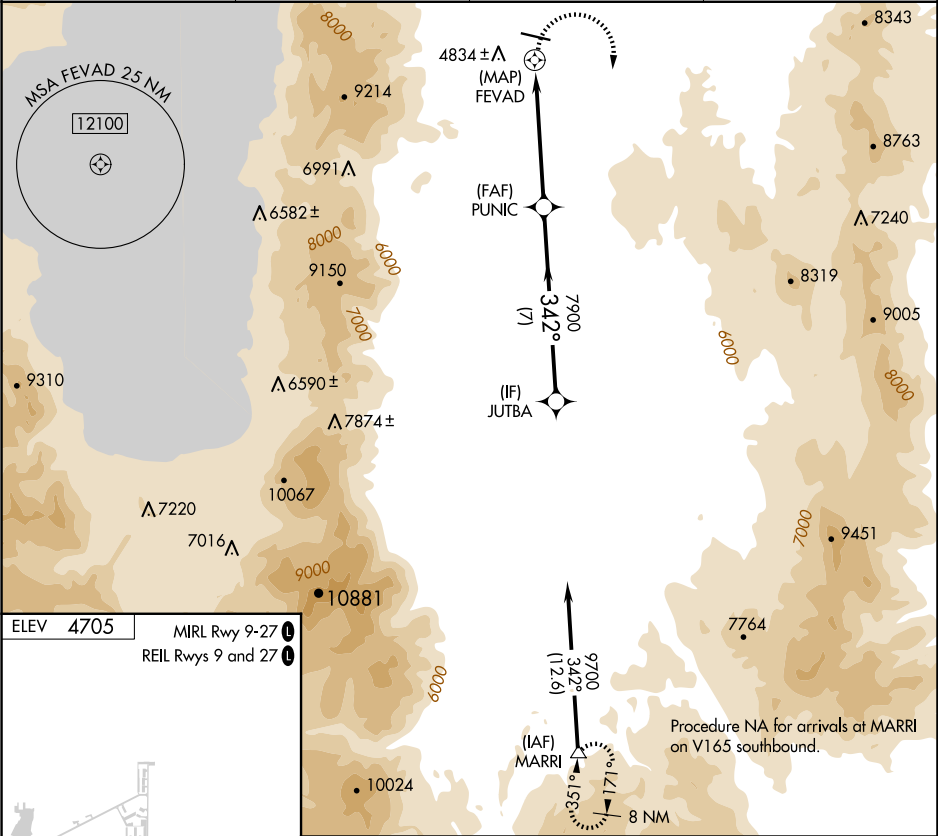 MSA FEVAD 25 NM
12100
8000
9214
4834 ±
(MAP)
FEVAD
8343
8763
6991
6582 ±
(FAF)
PUNIC
7240
8000
6000
9150
8319
7000
7900
342°
(7)
9005
6000
8000
9310
6590 ±
(IF)
JUTBA
7874 ±
10067
7220
7016
7000
9451
9000
10881
7764
ELEV 4705
MIRL Rwy 9-27 L
REIL Rwys 9 and 27 L
6000
9700
342°
(12.6)
Procedure NA for arrivals at MARRI
on V165 southbound.
(IAF)
MARRI
351°
171°
8 NM
10024